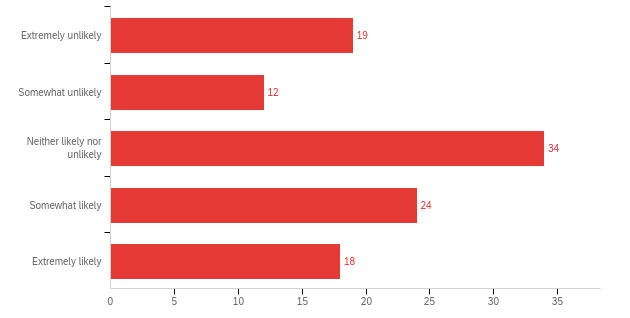 Extremely unlikely
19
Somewhat unlikely
12
Neither likely nor
unlikely
34
Somewhat likely
24
Extremely likely
18
0 5 10 15 20 25 30 35